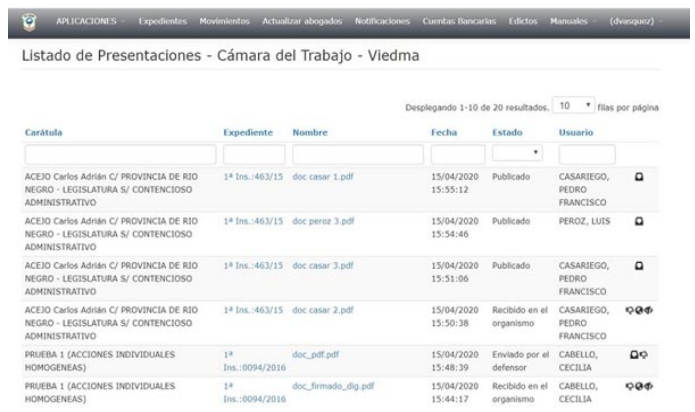 APLICACIONES Expedientes Movimientos Actualizar abogados Notificaciones Cuentas Bancarias Edictos Manuales (dvasquez)
Listado de Presentaciones - Cámara del Trabajo - Viedma
Desplegando 1-10 de 20 resultados. 10 filas por página
Carátula Expediente Nombre Fecha Estado Usuario
ACEJO Carlos Adrián C/ PROVINCIA DE RIO 1ª Ins.:463/15 doc casar 1.pdf 15/04/2020 Publicado CASARIEGO,
NEGRO - LEGISLATURA S/ CONTENCIOSO 15:55:12 PEDRO
ADMINISTRATIVO FRANCISCO
ACEJO Carlos Adrián C/ PROVINCIA DE RIO 1ª Ins.:463/15 doc peroz 3.pdf 15/04/2020 Publicado PEROZ, LUIS
NEGRO - LEGISLATURA S/ CONTENCIOSO 15:54:46
ADMINISTRATIVO
ACEJO Carlos Adrián C/ PROVINCIA DE RIO 1ª Ins.:463/15 doc casar 3.pdf 15/04/2020 Publicado CASARIEGO,
NEGRO - LEGISLATURA S/ CONTENCIOSO 15:51:06 PEDRO
ADMINISTRATIVO FRANCISCO
ACEJO Carlos Adrián C/ PROVINCIA DE RIO 1ª Ins.:463/15 doc casar 2.pdf 15/04/2020 Recibido en el CASARIEGO,
NEGRO - LEGISLATURA S/ CONTENCIOSO 15:50:38 organismo PEDRO
ADMINISTRATIVO FRANCISCO
PRUEBA 1 (ACCIONES INDIVIDUALES 1ª doc_pdf.pdf 15/04/2020 Enviado por el CABELLO,
HOMOGENEAS) Ins.:0094/2016 15:48:39 defensor CECILIA
PRUEBA 1 (ACCIONES INDIVIDUALES 1ª doc_firmado_dig.pdf 15/04/2020 Recibido en el CABELLO,
HOMOGENEAS) Ins.:0094/2016 15:44:17 organismo CECILIA